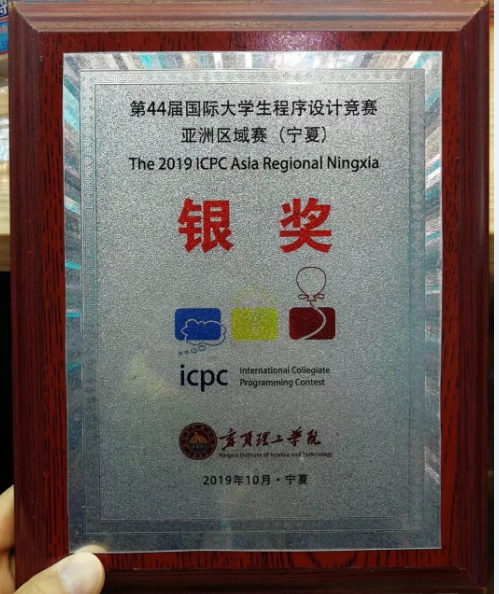 第44届国际大学生程序设计竞赛
亚洲区域赛（宁夏）
The 2019 ICPC Asia Regional Ningxia
银 奖
icpc
International Collegiate
Programming Contest
宁夏理工学院
Ningxia Institute of Science and Technology
2019年10月·宁夏